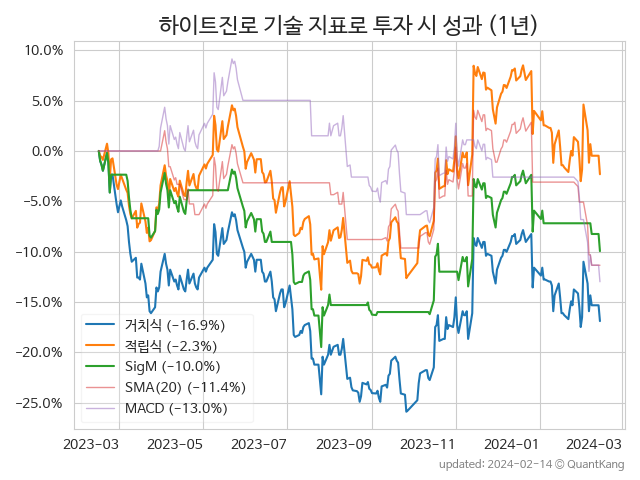 하이트진로 기술 지표로 투자 시 성과 (1년)
10.0%
5.0%
0.0%
−5.0%
−10.0%
−15.0%
−20.0%
−25.0%
거치식 (−16.9%)
적립식 (−2.3%)
SigM (−10.0%)
SMA(20) (−11.4%)
MACD (−13.0%)
2023-03 2023-05 2023-07 2023-09 2023-11 2024-01 2024-03
updated: 2024-02-14 © QuantKang